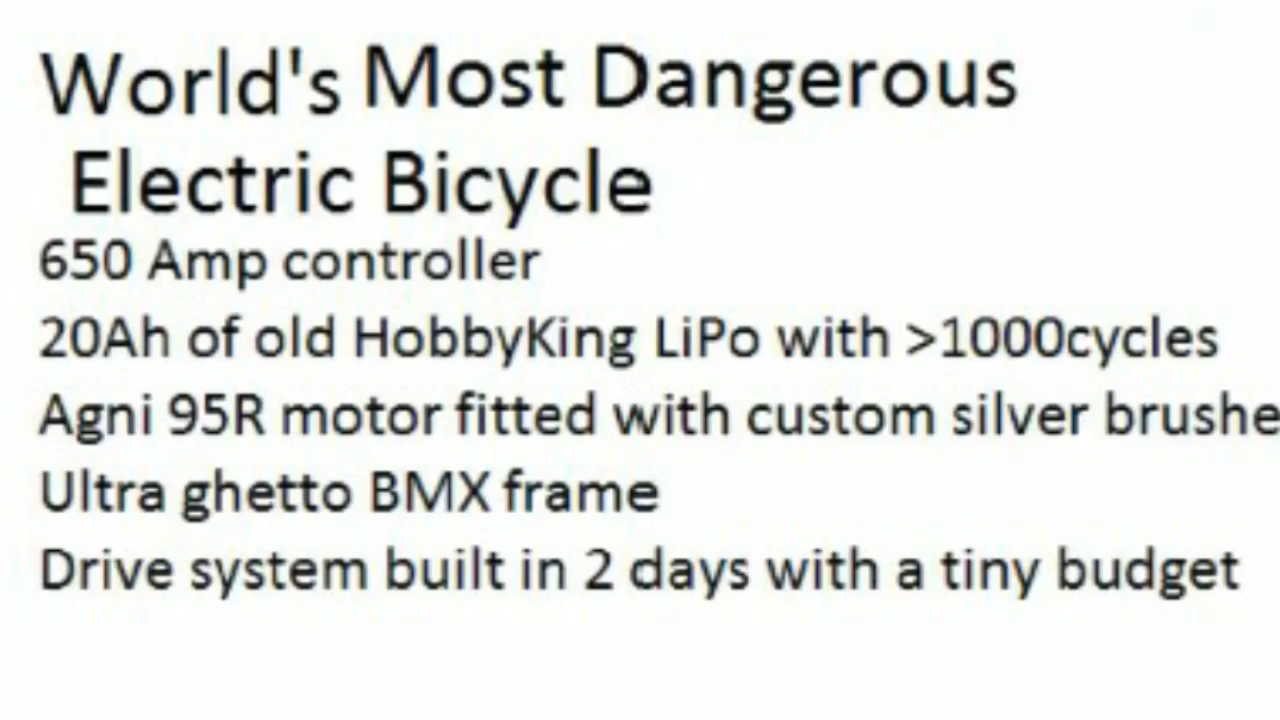 World's Most Dangerous
Electric Bicycle
650 Amp controller
20Ah of old HobbyKing LiPo with >1000cycles
Agni 95R motor fitted with custom silver brushe
Ultra ghetto BMX frame
Drive system built in 2 days with a tiny budget